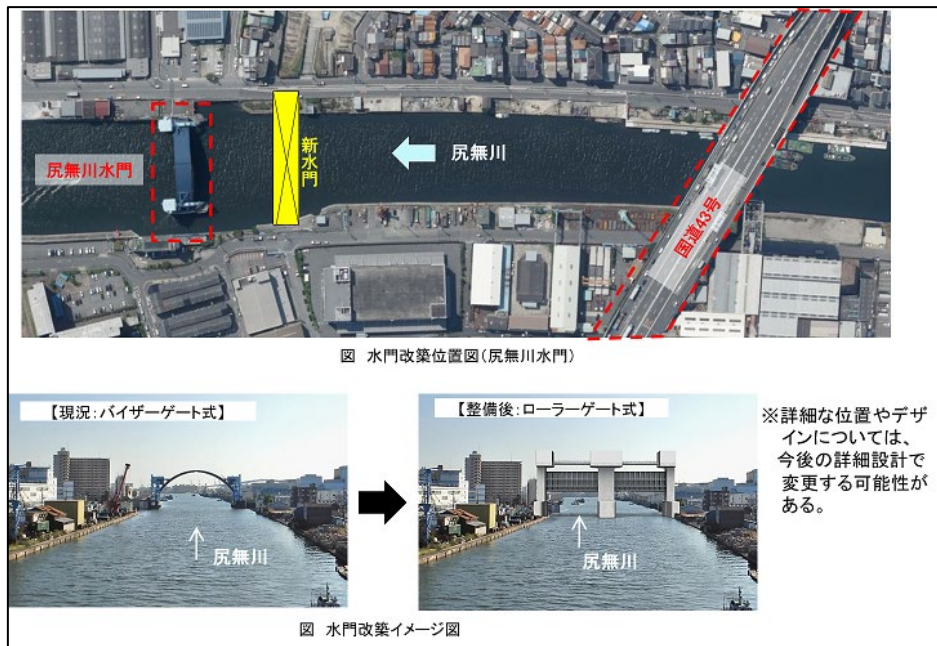 尻無川水門
新水門
尻無川
国道43号
図 水門改築位置図(尻無川水門)
【現況:バイザーゲート式】
【整備後:ローラーゲート式】
尻無川
尻無川
※詳細な位置やデザ
インについては、
今後の詳細設計で
変更する可能性が
ある。
図 水門改築イメージ図